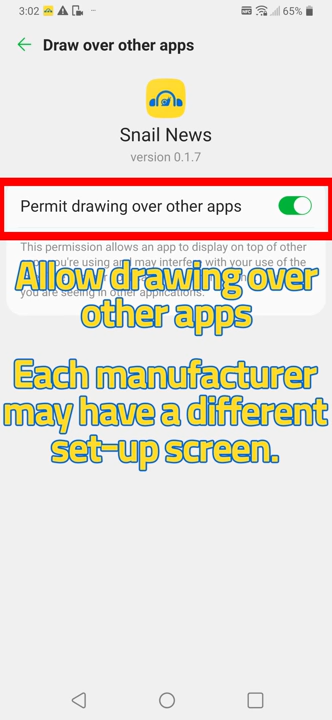 3:02
65%
Draw over other apps
Snail News
version 0.1.7
Permit drawing over other apps
This permission allows an app to display on top of other
you're using and may interfere with your use of the
Allow drawing over
you are seeing in other applications.
other apps
Each manufacturer
may have a different
set-up screen.